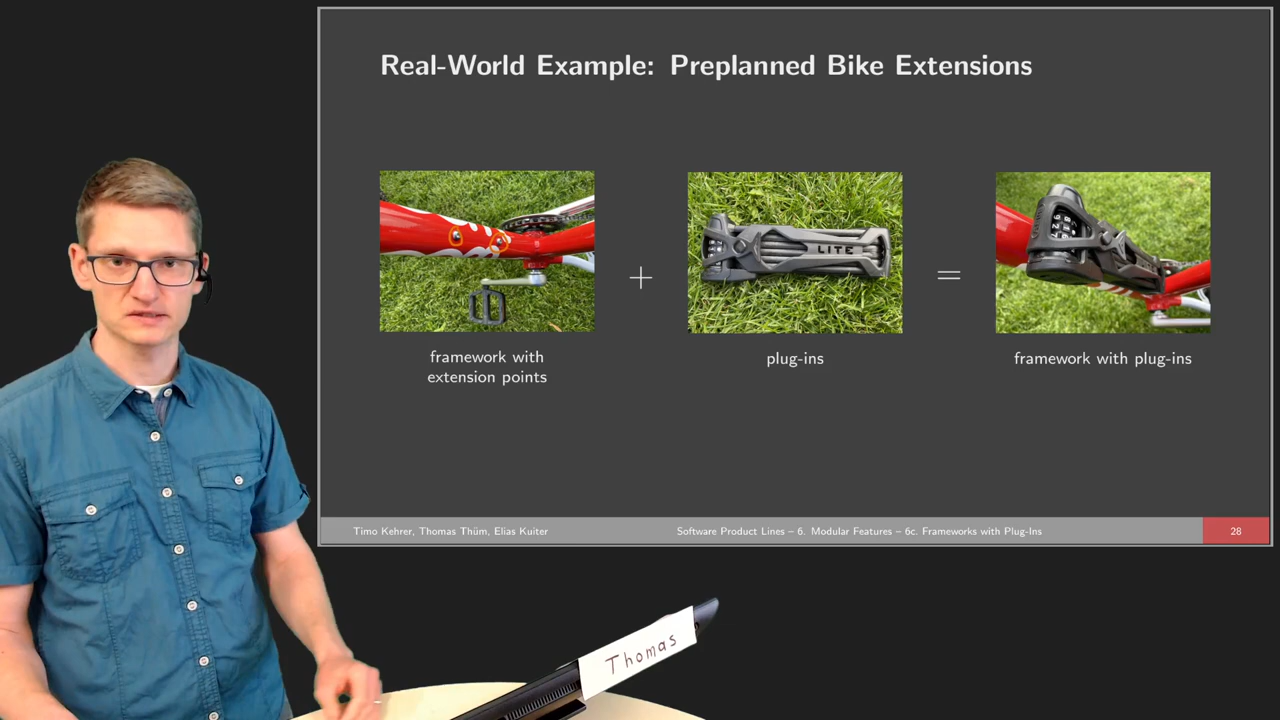 Real-World Example: Preplanned Bike Extensions
LITE
framework with
extension points
plug-ins
framework with plug-ins
Timo Kehrer, Thomas Thüm, Elias Kuiter
Software Product Lines – 6. Modular Features – 6c. Frameworks with Plug-Ins
28
Thomas